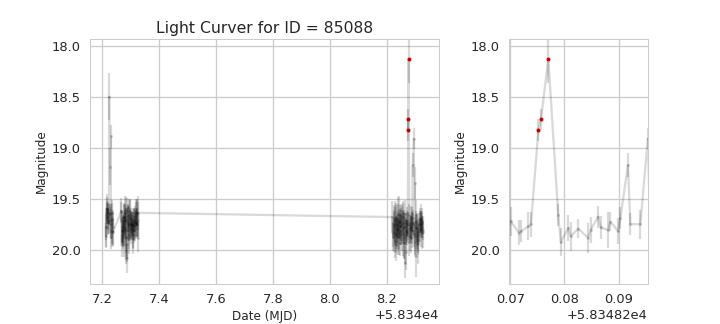 Light Curver for ID = 85088
Magnitude
18.0
18.5
19.0
19.5
20.0
7.2 7.4 7.6 7.8 8.0 8.2
Date (MJD)
+5.834e4
Magnitude
18.0
18.5
19.0
19.5
20.0
0.07 0.08 0.09
+5.83482e4